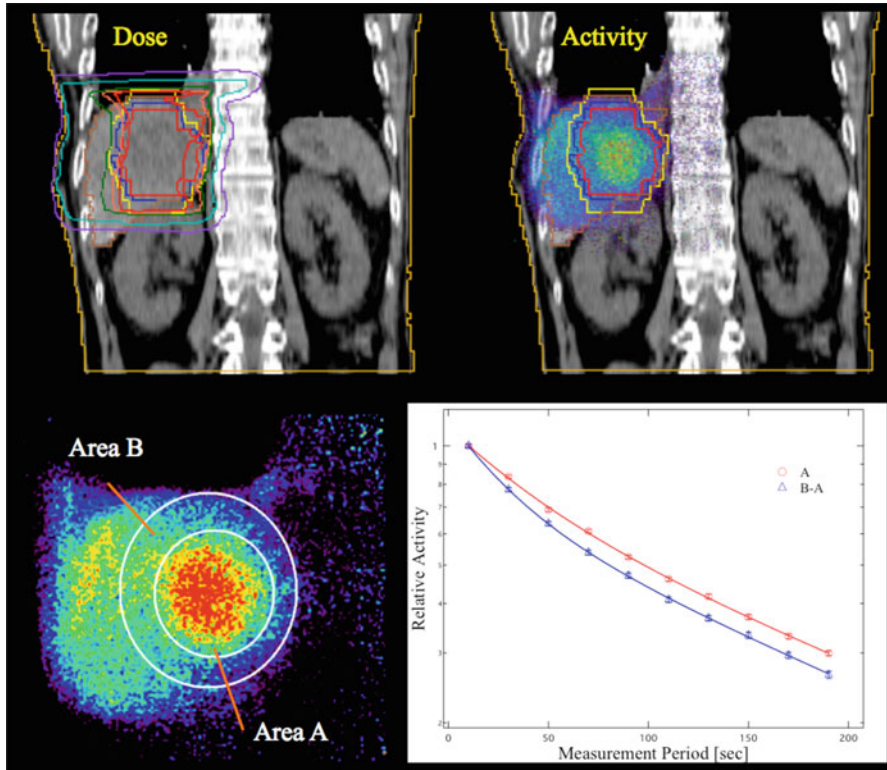 Dose
Activity
Area B
Area A
A
B-A
1
9
8
7
6
5
4
3
2
0
50
100
150
200
Relative Activity
Measurement Period [sec]